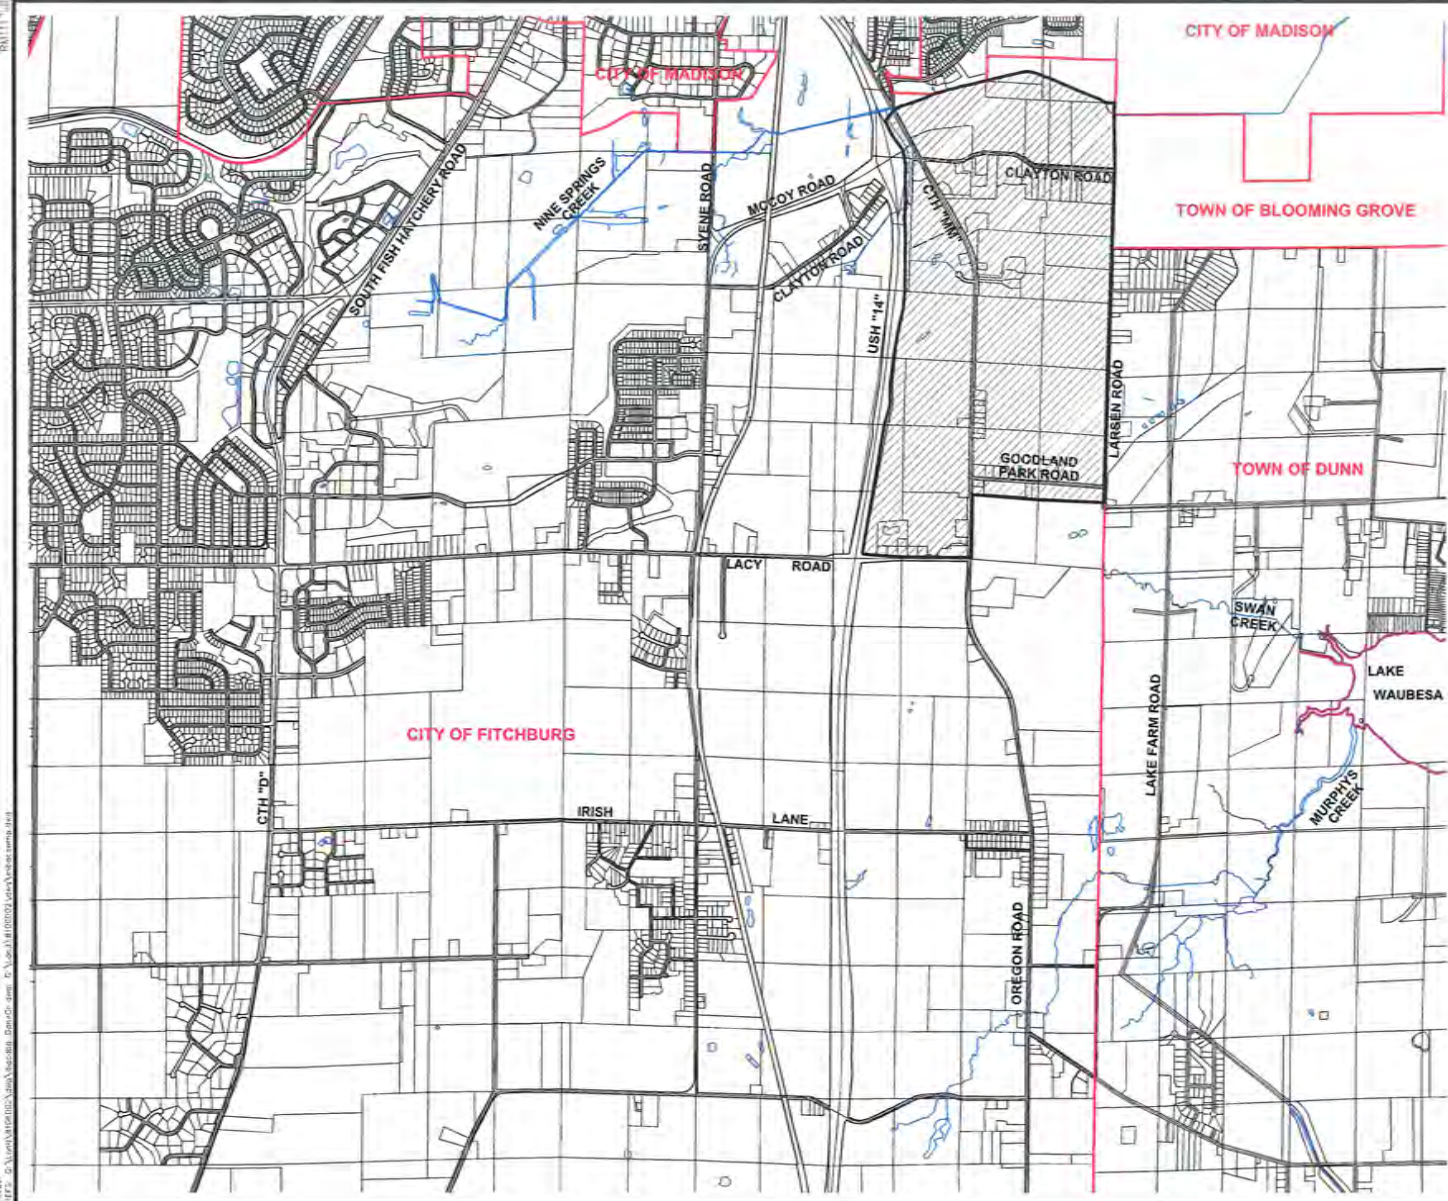 CITY OF MADISON
CITY OF MADISON
SOUTH FISH HATCHERY ROAD
NINE SPRINGS
CREEK
SYENE ROAD
MCCOY ROAD
CLAYTON ROAD
CTH "MM"
CLAYTON ROAD
TOWN OF BLOOMING GROVE
USH "14"
LARSEN ROAD
GOODLAND
PARK ROAD
TOWN OF DUNN
LACY ROAD
SWAN
CREEK
LAKE
WAUBESA
LAKE FARM ROAD
CITY OF FITCHBURG
CTH "D"
IRISH LANE
MURPHYS
CREEK
OREGON ROAD